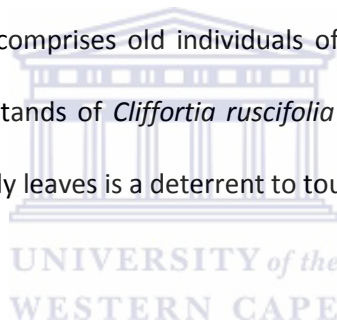 comprises old individuals of
tands of Cliffortia ruscifolia
ly leaves is a deterrent to tou
UNIVERSITY of the
WESTERN CAPE